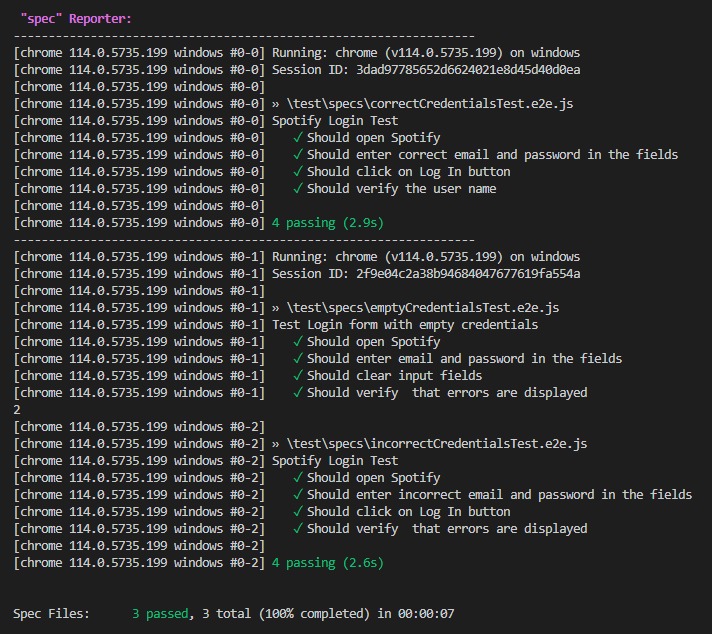 "spec" Reporter:
------------------------------------------------------------------
[chrome 114.0.5735.199 windows #0-0] Running: chrome (v114.0.5735.199) on windows
[chrome 114.0.5735.199 windows #0-0] Session ID: 3dad97785652d6624021e8d45d40d0ea
[chrome 114.0.5735.199 windows #0-0]
[chrome 114.0.5735.199 windows #0-0] » \test\specs\correctCredentialsTest.e2e.js
[chrome 114.0.5735.199 windows #0-0] Spotify Login Test
[chrome 114.0.5735.199 windows #0-0]    ✓ Should open Spotify
[chrome 114.0.5735.199 windows #0-0]    ✓ Should enter correct email and password in the fields
[chrome 114.0.5735.199 windows #0-0]    ✓ Should click on Log In button
[chrome 114.0.5735.199 windows #0-0]    ✓ Should verify the user name
[chrome 114.0.5735.199 windows #0-0]
[chrome 114.0.5735.199 windows #0-0] 4 passing (2.9s)
------------------------------------------------------------------
[chrome 114.0.5735.199 windows #0-1] Running: chrome (v114.0.5735.199) on windows
[chrome 114.0.5735.199 windows #0-1] Session ID: 2f9e04c2a38b94684047677619fa554a
[chrome 114.0.5735.199 windows #0-1]
[chrome 114.0.5735.199 windows #0-1] » \test\specs\emptyCredentialsTest.e2e.js
[chrome 114.0.5735.199 windows #0-1] Test Login form with empty credentials
[chrome 114.0.5735.199 windows #0-1]    ✓ Should open Spotify
[chrome 114.0.5735.199 windows #0-1]    ✓ Should enter email and password in the fields
[chrome 114.0.5735.199 windows #0-1]    ✓ Should clear input fields
[chrome 114.0.5735.199 windows #0-1]    ✓ Should verify  that errors are displayed
2
[chrome 114.0.5735.199 windows #0-2]
[chrome 114.0.5735.199 windows #0-2] » \test\specs\incorrectCredentialsTest.e2e.js
[chrome 114.0.5735.199 windows #0-2] Spotify Login Test
[chrome 114.0.5735.199 windows #0-2]    ✓ Should open Spotify
[chrome 114.0.5735.199 windows #0-2]    ✓ Should enter incorrect email and password in the fields
[chrome 114.0.5735.199 windows #0-2]    ✓ Should click on Log In button
[chrome 114.0.5735.199 windows #0-2]    ✓ Should verify  that errors are displayed
[chrome 114.0.5735.199 windows #0-2]
[chrome 114.0.5735.199 windows #0-2] 4 passing (2.6s)
Spec Files:      3 passed, 3 total (100% completed) in 00:00:07